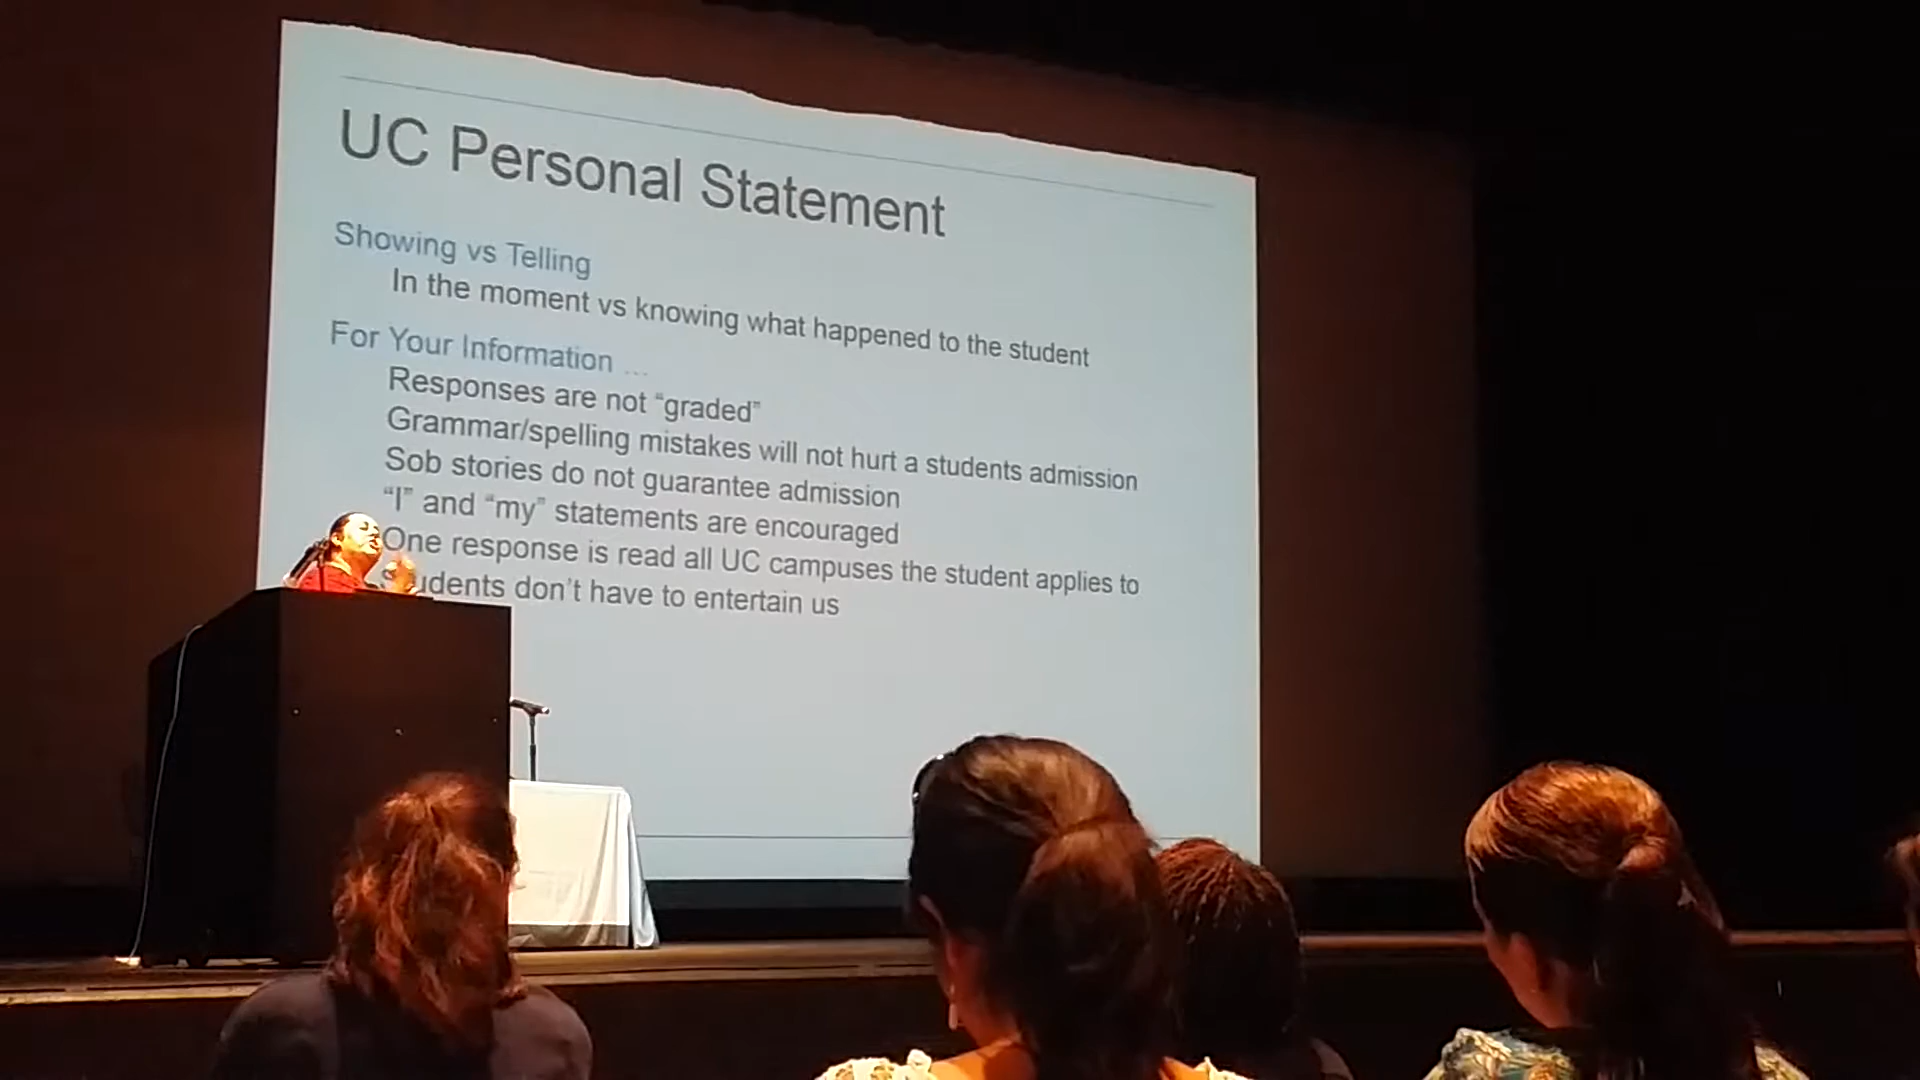 UC Personal Statement
Showing vs Telling
In the moment vs knowing what happened to the student
For Your Information ...
Responses are not “graded”
Grammar/spelling mistakes will not hurt a students admission
Sob stories do not guarantee admission
“I” and “my” statements are encouraged
One response is read all UC campuses the student applies to
Students don’t have to entertain us